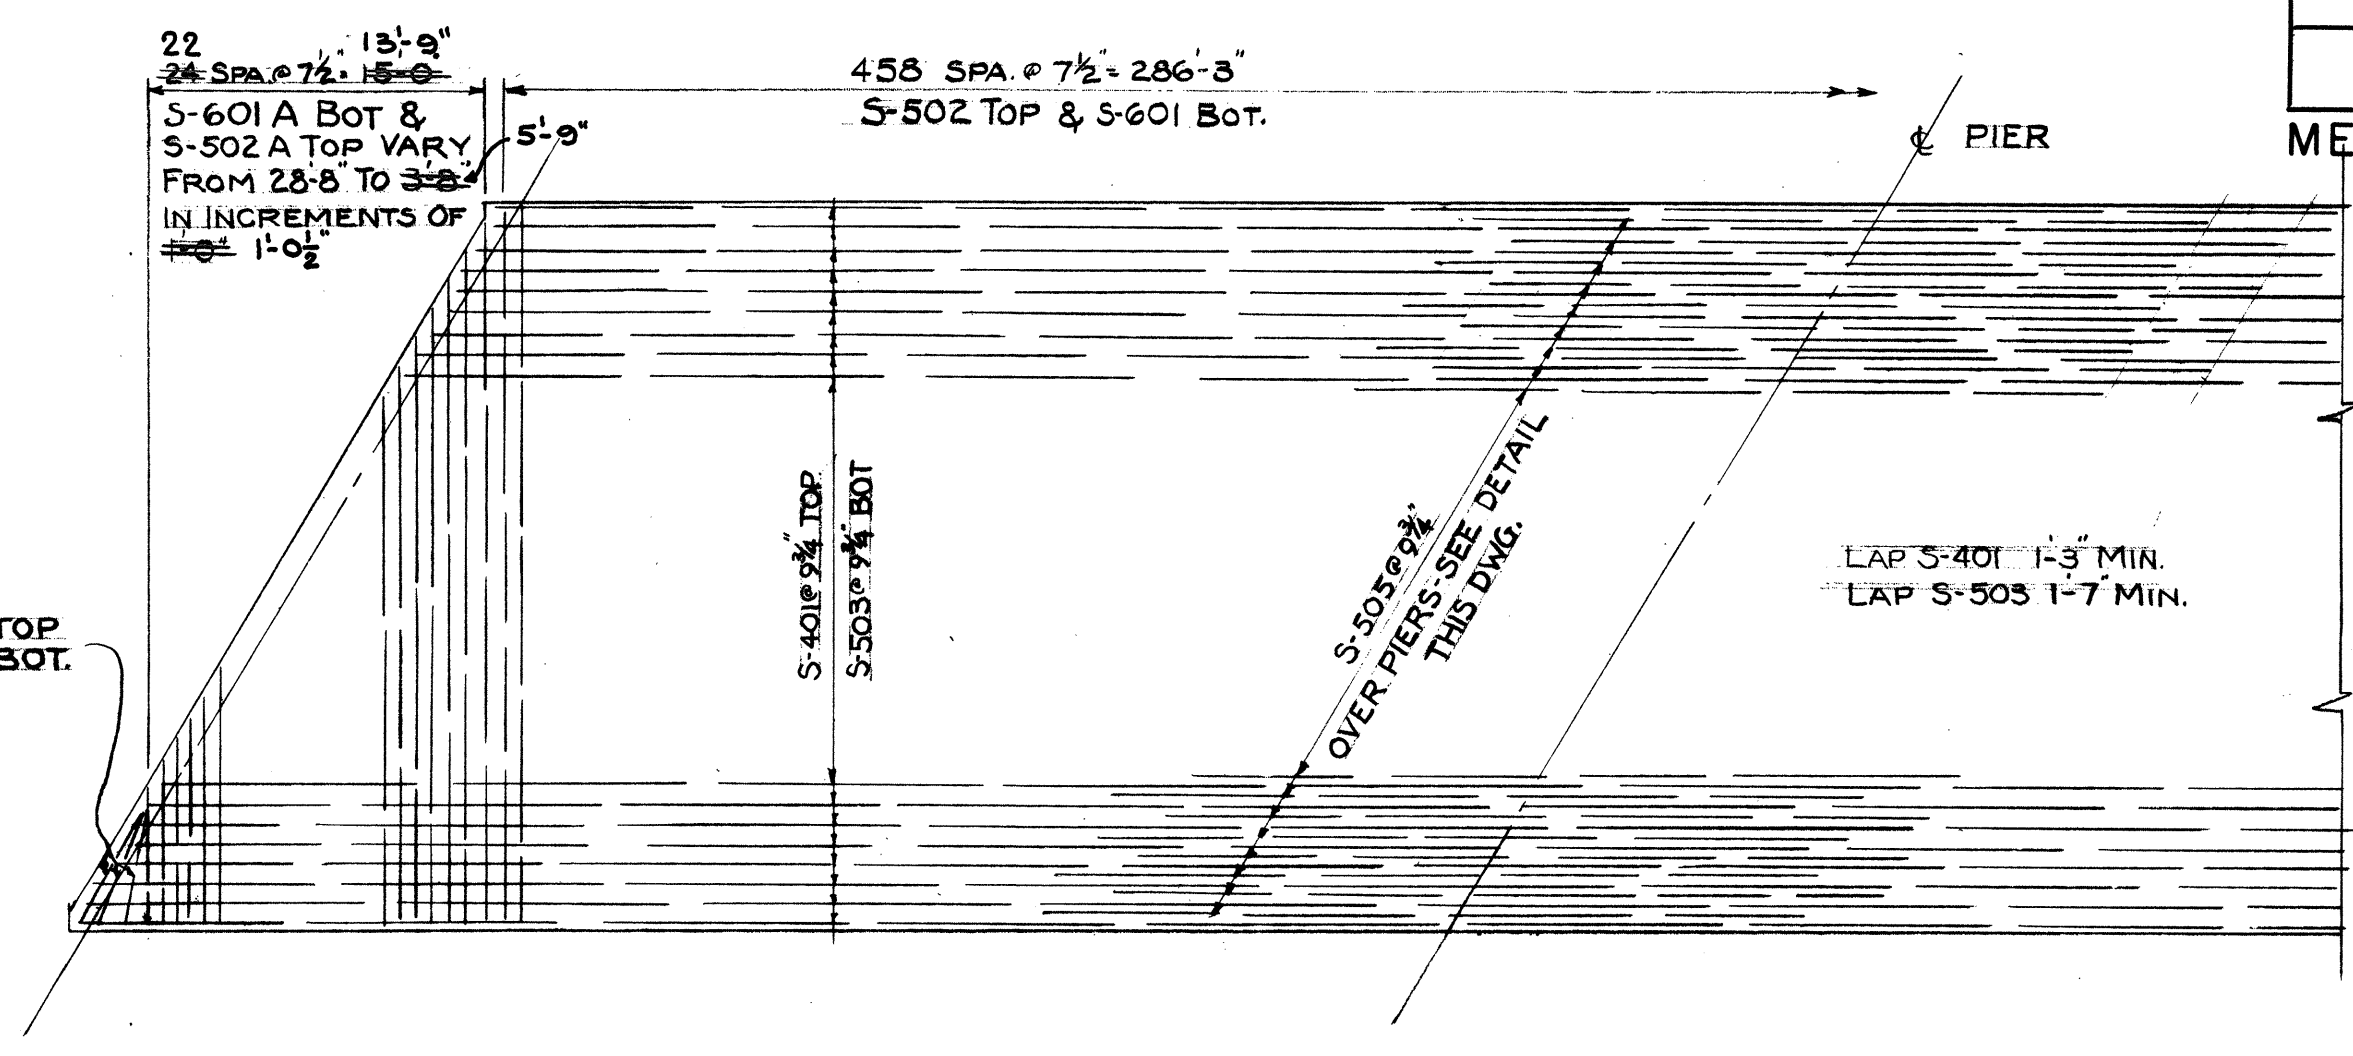 22 13'-9"
24 SPA.@ 7½" = 15'-0"
S-601 A BOT &
S-502 A TOP VARY
FROM 28'-8" TO 3'-8"
5'-9"
IN INCREMENTS OF
1'-0" 1'-0½"
458 SPA. @ 7½" = 286'-3"
S-502 TOP & S-601 BOT.
℄ PIER
ME
S-401@ 9¾" TOP
S-503@ 9¾" BOT
S-505@ 9¾"
OVER PIERS-SEE DETAIL
THIS DWG.
LAP S-401 1'-3" MIN.
LAP S-503 1'-7" MIN.
TOP
BOT.